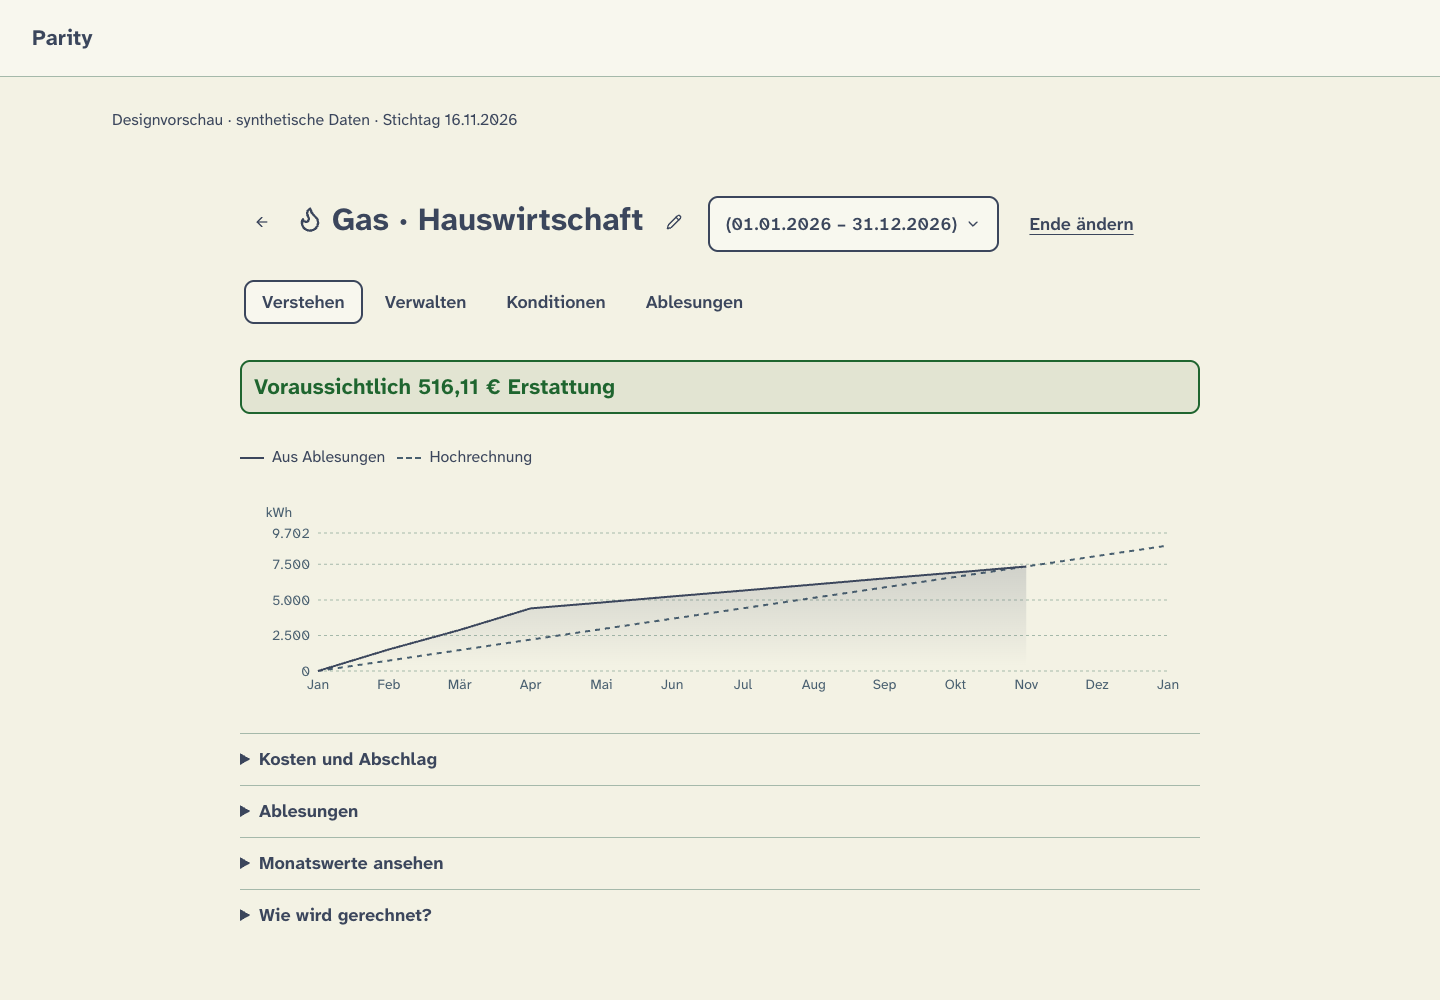 Parity
Designvorschau · synthetische Daten · Stichtag 16.11.2026
Gas · Hauswirtschaft
(01.01.2026 – 31.12.2026)
Ende ändern
Verstehen
Verwalten
Konditionen
Ablesungen
Voraussichtlich 516,11 € Erstattung
Aus Ablesungen
Hochrechnung
kWh
9.702
7.500
5.000
2.500
0
Jan Feb Mär Apr Mai Jun Jul Aug Sep Okt Nov Dez Jan
Kosten und Abschlag
Ablesungen
Monatswerte ansehen
Wie wird gerechnet?